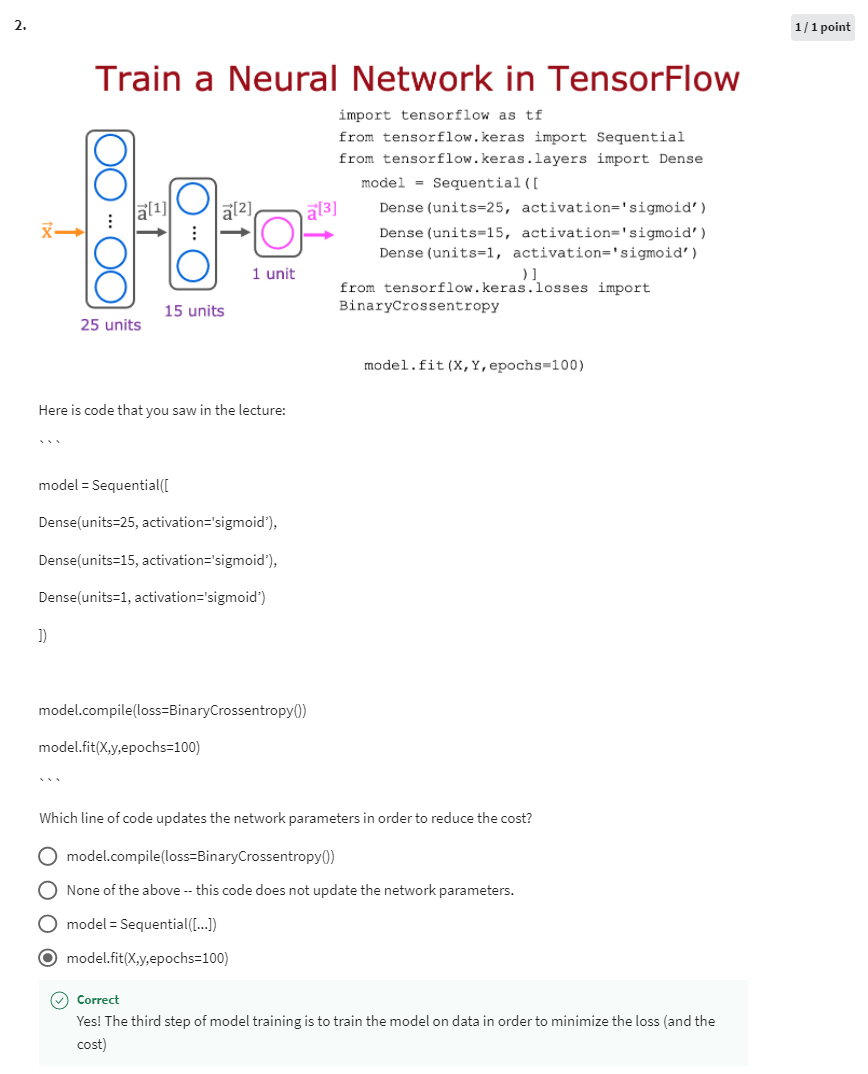 2.
1 / 1 point
Train a Neural Network in TensorFlow
import tensorflow as tf
from tensorflow.keras import Sequential
from tensorflow.keras.layers import Dense
model = Sequential([
Dense(units=25, activation='sigmoid’)
Dense(units=15, activation='sigmoid’)
Dense(units=1, activation='sigmoid’)
)]
from tensorflow.keras.losses import
BinaryCrossentropy
model.fit(X,Y,epochs=100)
x⃗
a⃗[1]
a⃗[2]
a⃗[3]
1 unit
15 units
25 units
Here is code that you saw in the lecture:
```
model = Sequential([
Dense(units=25, activation='sigmoid’),
Dense(units=15, activation='sigmoid’),
Dense(units=1, activation='sigmoid’)
])
model.compile(loss=BinaryCrossentropy())
model.fit(X,y,epochs=100)
```
Which line of code updates the network parameters in order to reduce the cost?
model.compile(loss=BinaryCrossentropy())
None of the above -- this code does not update the network parameters.
model = Sequential([...])
model.fit(X,y,epochs=100)
Correct
Yes! The third step of model training is to train the model on data in order to minimize the loss (and the
cost)